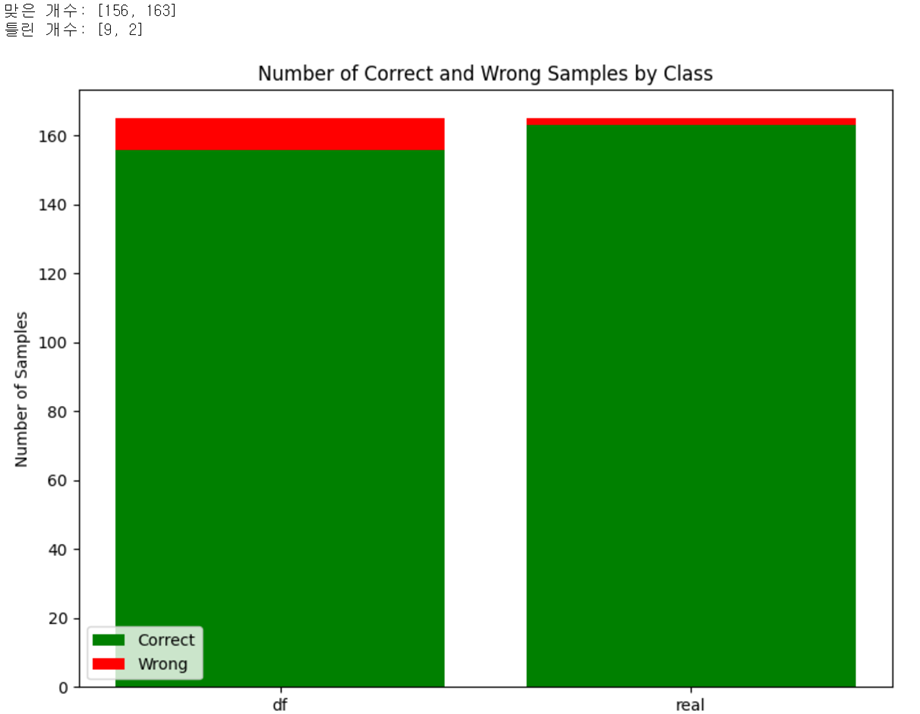 맞은 개수: [156, 163]
틀린 개수: [9, 2]
Number of Correct and Wrong Samples by Class
160
140
120
100
80
60
40
20
0
Number of Samples
Correct
Wrong
df
real